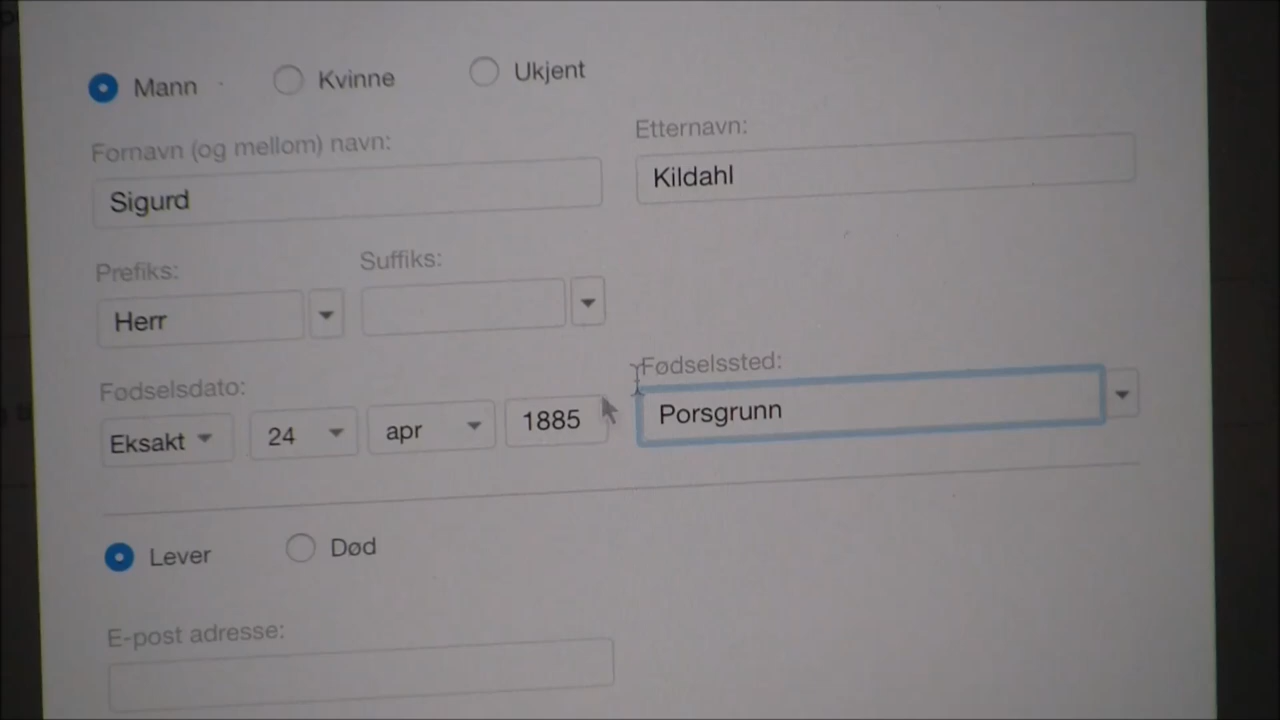 Mann Kvinne Ukjent
Fornavn (og mellom) navn: Etternavn:
Sigurd Kildahl
Prefiks: Suffiks:
Herr
Fødselsdato: Fødselssted:
Eksakt 24 apr 1885 Porsgrunn
Lever Død
E-post adresse: